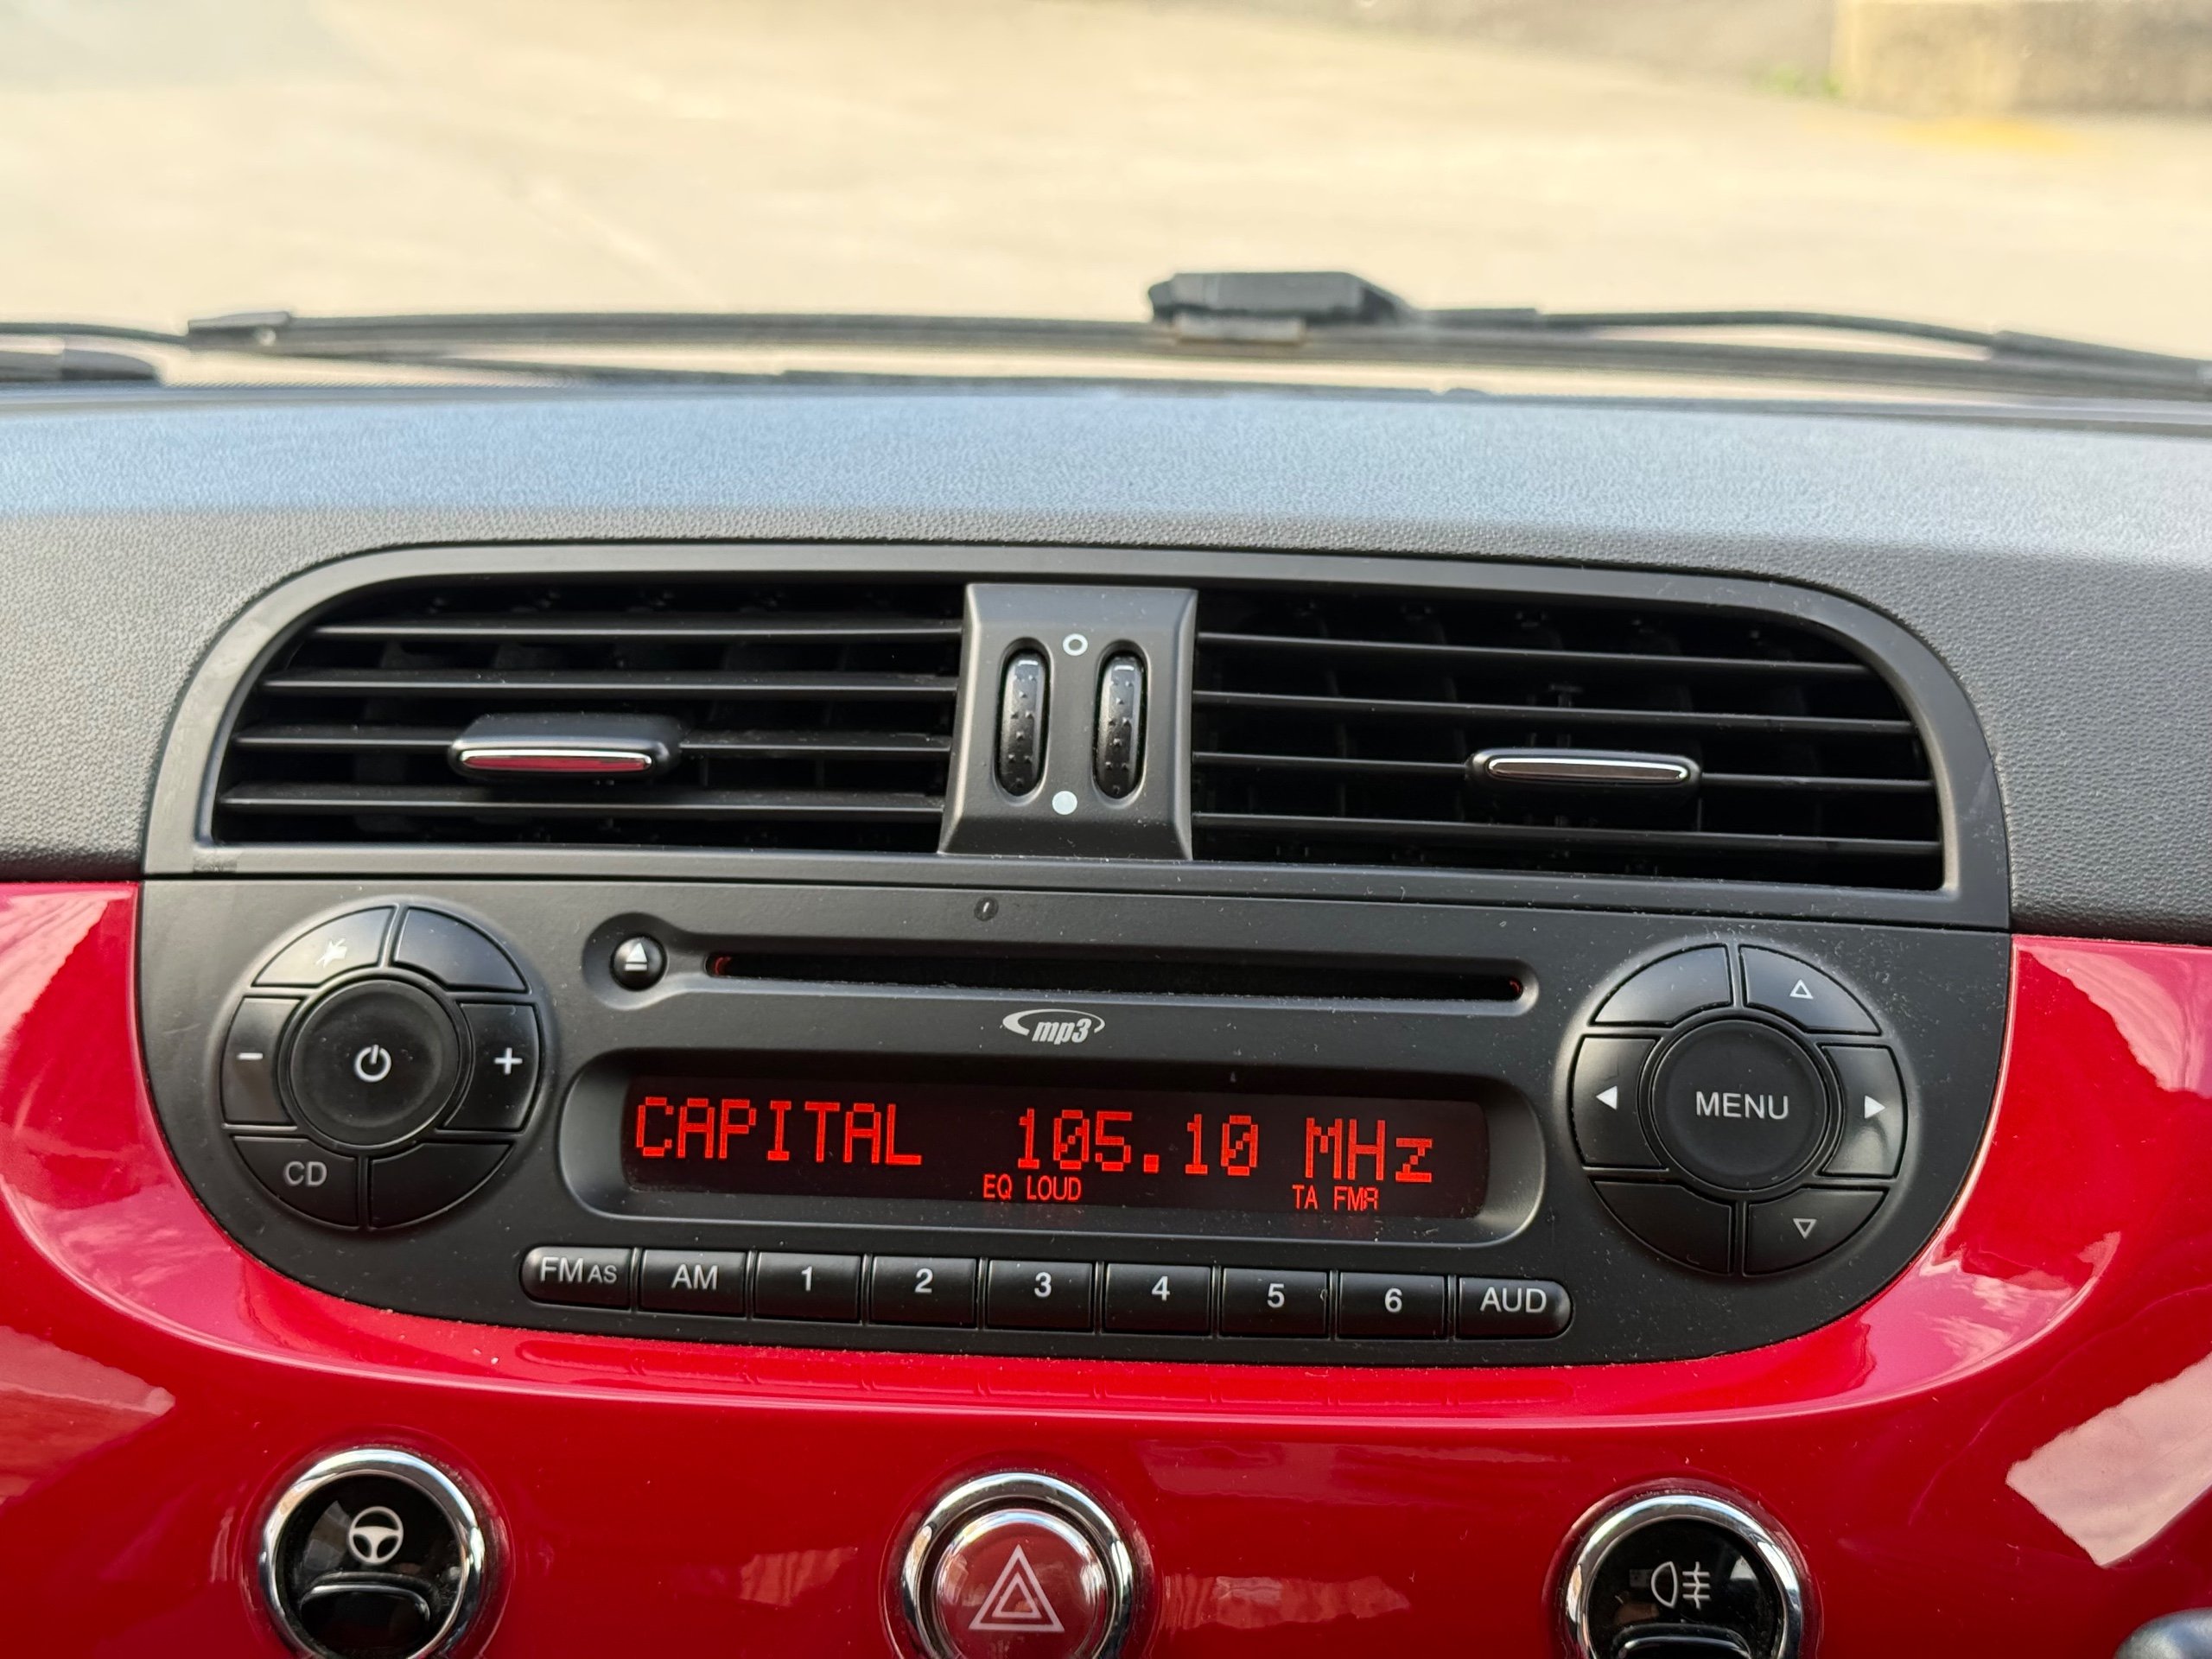 mp3
CAPITAL 105.10 MHz
EQ LOUD TA FMA
MENU
CD
FM AS AM 1 2 3 4 5 6 AUD